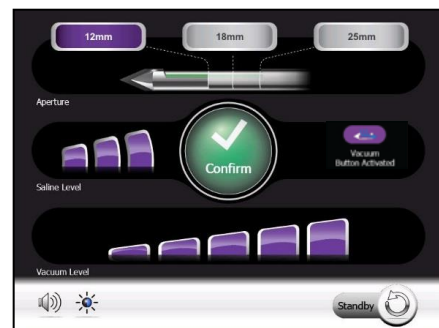 12mm
18mm
25mm
Aperture
Confirm
Vacuum
Button Activated
Saline Level
Vacuum Level
Standby